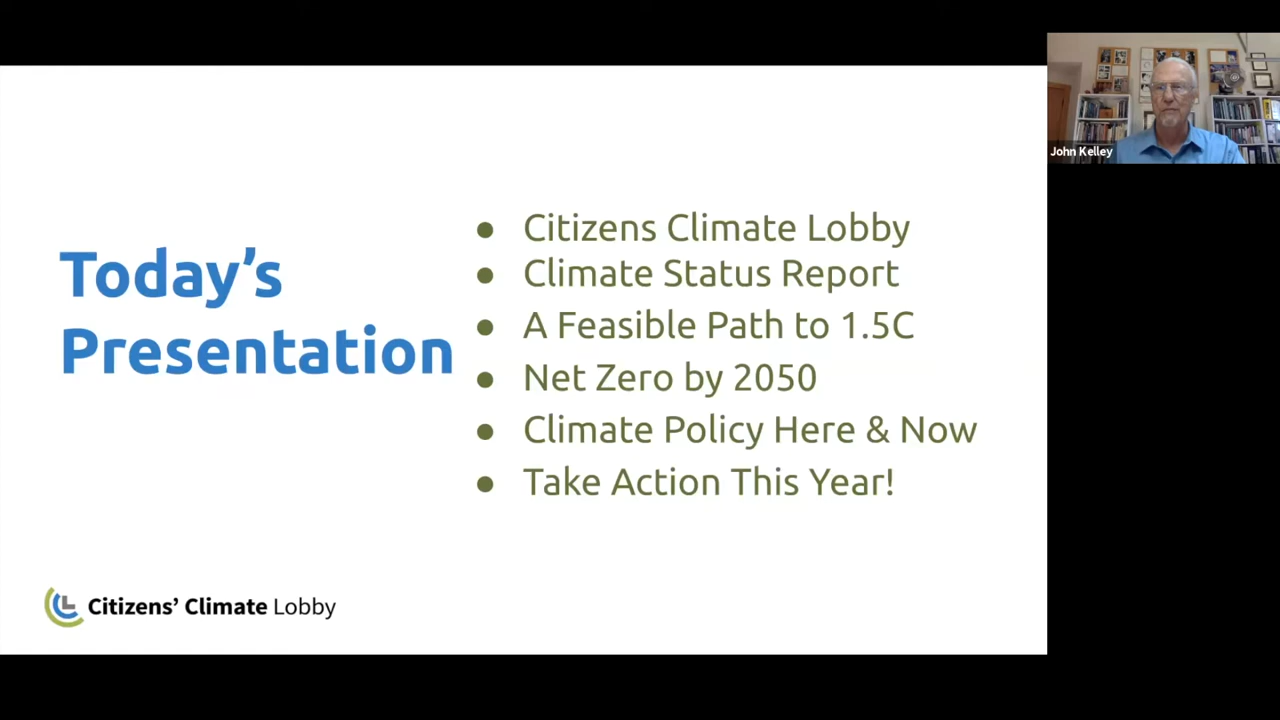 Today’s
Presentation
● Citizens Climate Lobby
● Climate Status Report
● A Feasible Path to 1.5C
● Net Zero by 2050
● Climate Policy Here & Now
● Take Action This Year!
Citizens’ Climate Lobby
John Kelley